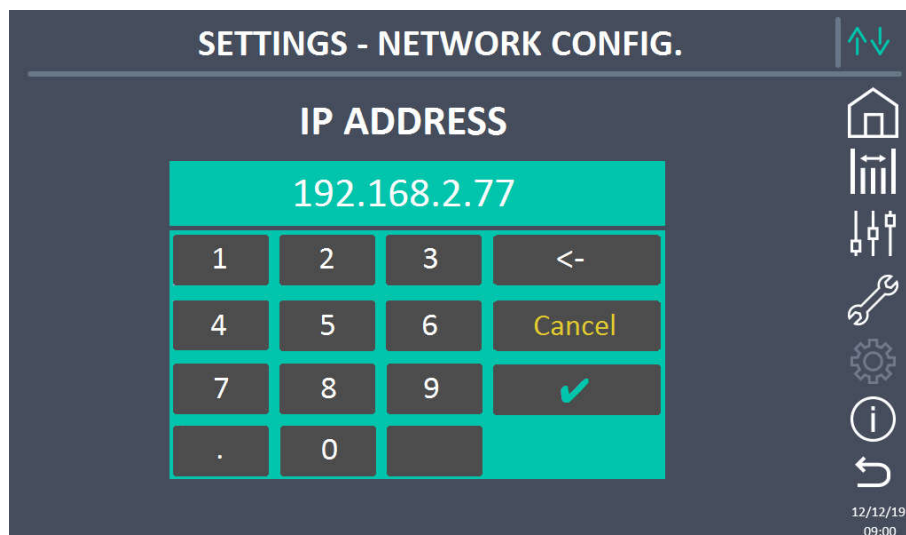 SETTINGS - NETWORK CONFIG.
IP ADDRESS
192.168.2.77
1 2 3 <-
4 5 6 Cancel
7 8 9 ✔
. 0
i
12/12/19
09:00